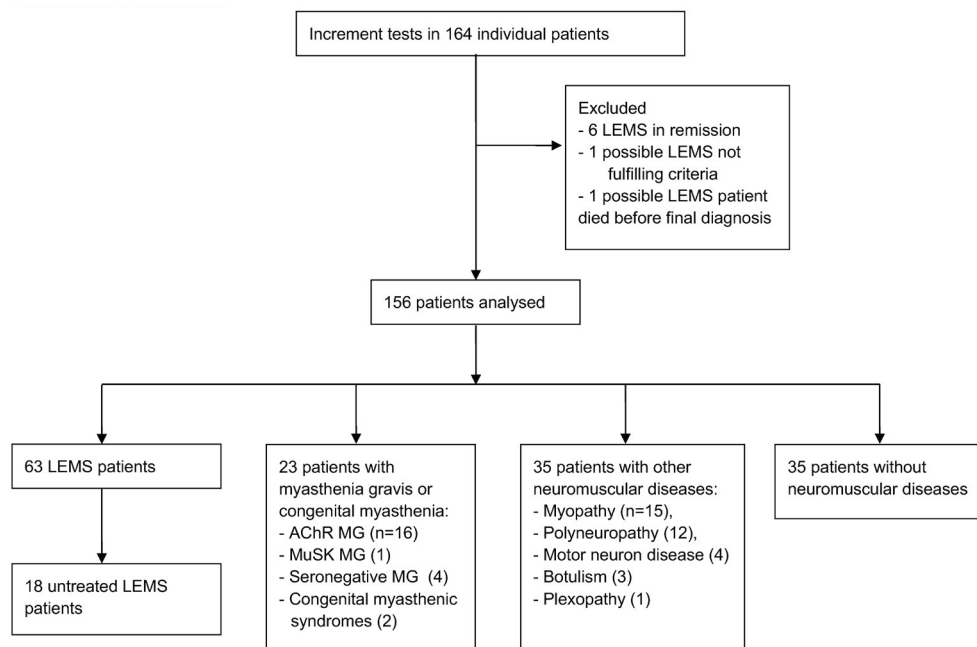 Increment tests in 164 individual patients
Excluded
- 6 LEMS in remission
- 1 possible LEMS not
fulfilling criteria
- 1 possible LEMS patient
died before final diagnosis
156 patients analysed
63 LEMS patients
18 untreated LEMS
patients
23 patients with
myasthenia gravis or
congenital myasthenia:
- AChR MG (n=16)
- MuSK MG (1)
- Seronegative MG (4)
- Congenital myasthenic
syndromes (2)
35 patients with other
neuromuscular diseases:
- Myopathy (n=15),
- Polyneuropathy (12),
- Motor neuron disease (4)
- Botulism (3)
- Plexopathy (1)
35 patients without
neuromuscular diseases